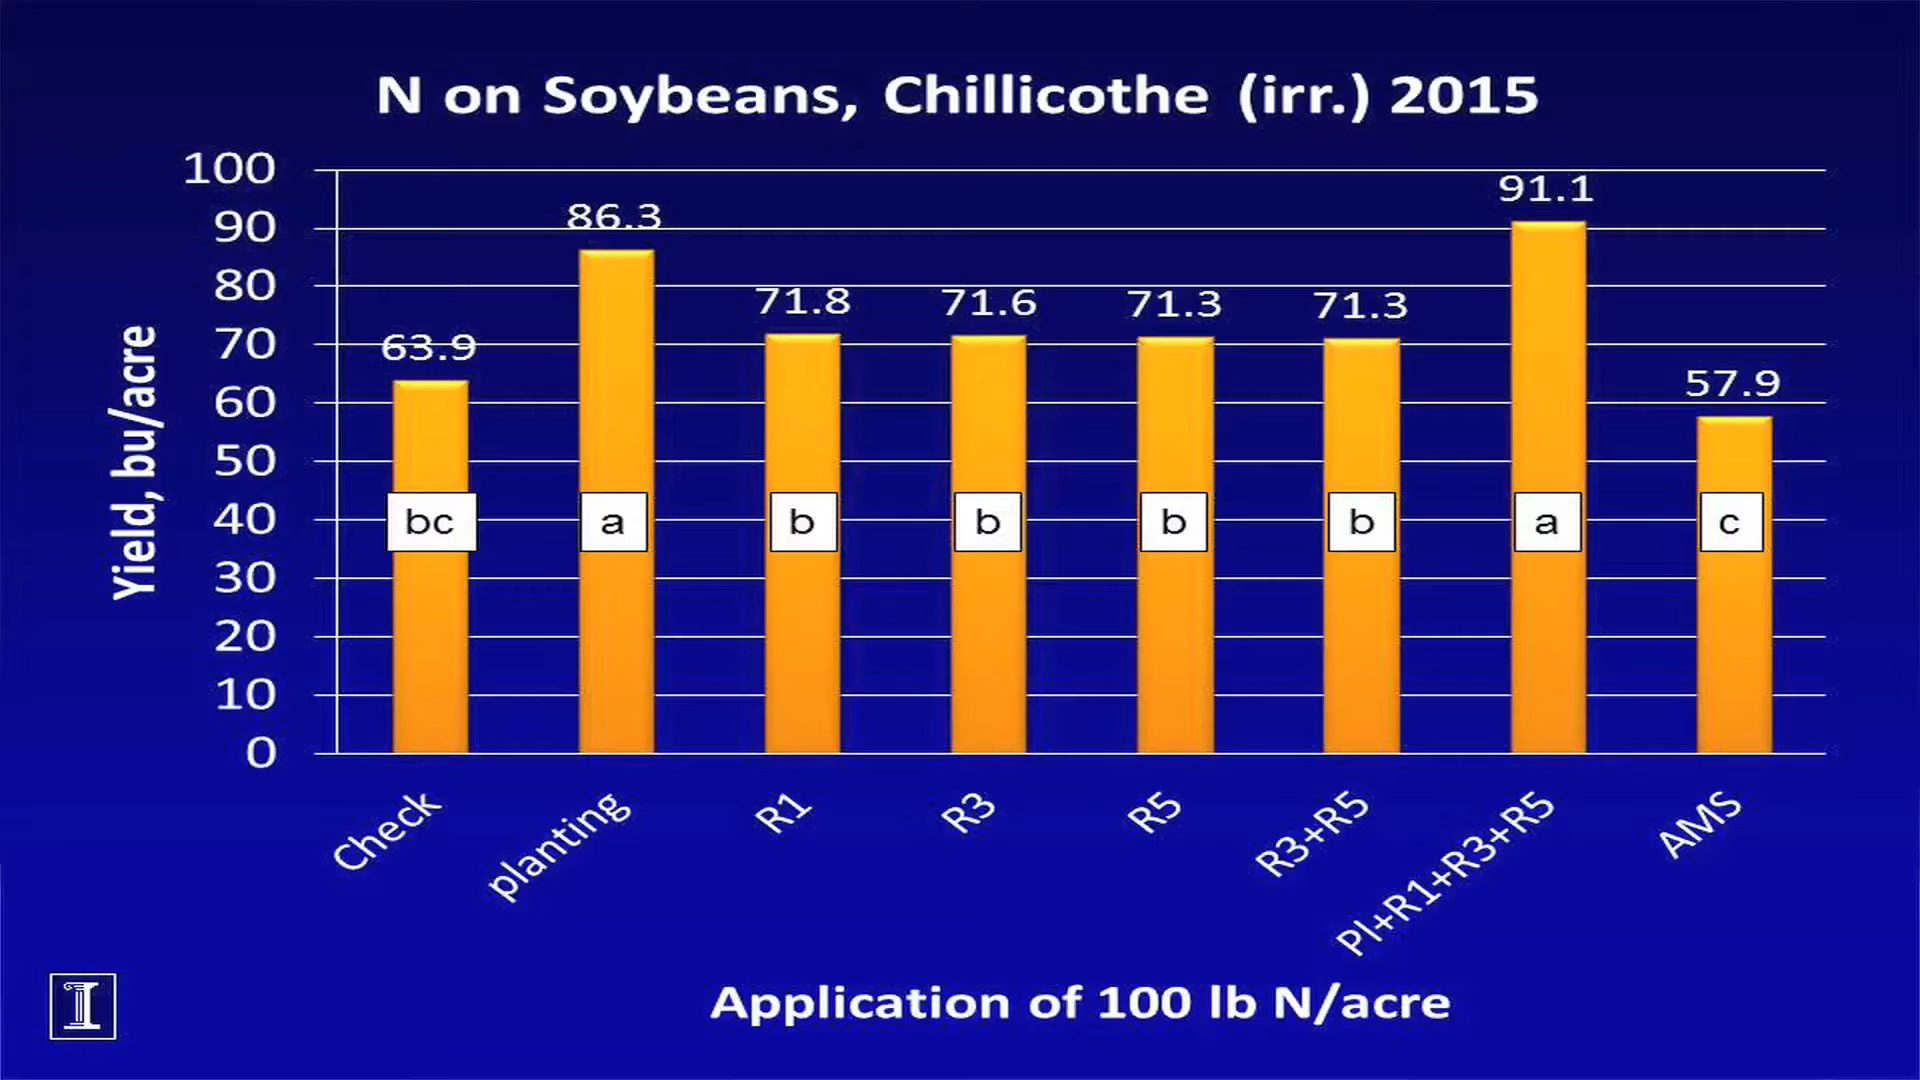 N on Soybeans, Chillicothe (irr.) 2015
Yield, bu/acre
100
90
80
70
60
50
40
30
20
10
0
63.9
86.3
71.8
71.6
71.3
71.3
91.1
57.9
bc
a
b
b
b
b
a
c
Check
planting
R1
R3
R5
R3+R5
Pl+R1+R3+R5
AMS
Application of 100 lb N/acre
I